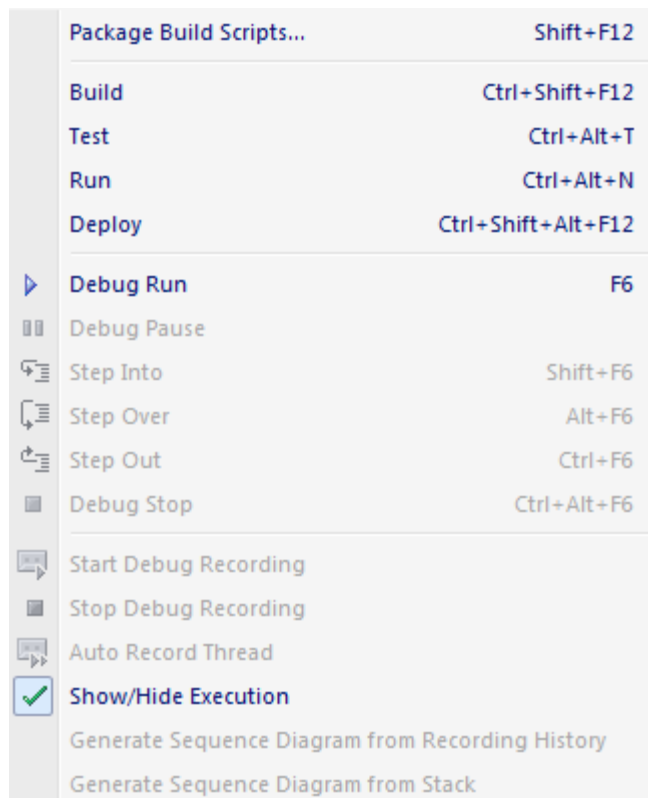 Package Build Scripts... Shift+F12
Build Ctrl+Shift+F12
Test Ctrl+Alt+T
Run Ctrl+Alt+N
Deploy Ctrl+Shift+Alt+F12
Debug Run F6
Debug Pause
Step Into Shift+F6
Step Over Alt+F6
Step Out Ctrl+F6
Debug Stop Ctrl+Alt+F6
Start Debug Recording
Stop Debug Recording
Auto Record Thread
Show/Hide Execution
Generate Sequence Diagram from Recording History
Generate Sequence Diagram from Stack